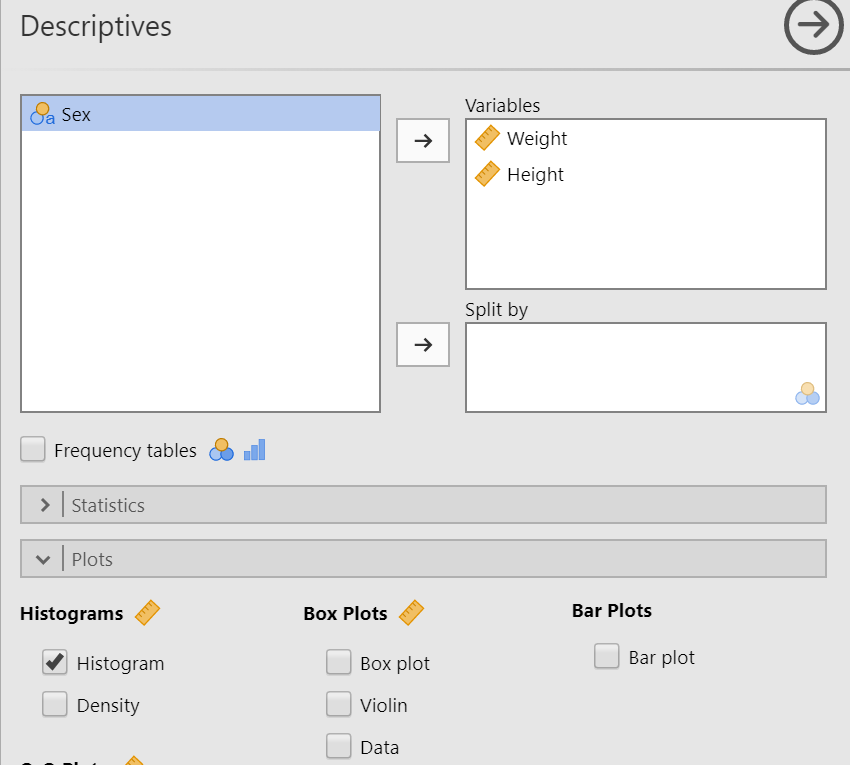 Descriptives
Sex
Variables
Weight
Height
Split by
Frequency tables
Statistics
Plots
Histograms
Box Plots
Bar Plots
Histogram
Box plot
Bar plot
Density
Violin
Data